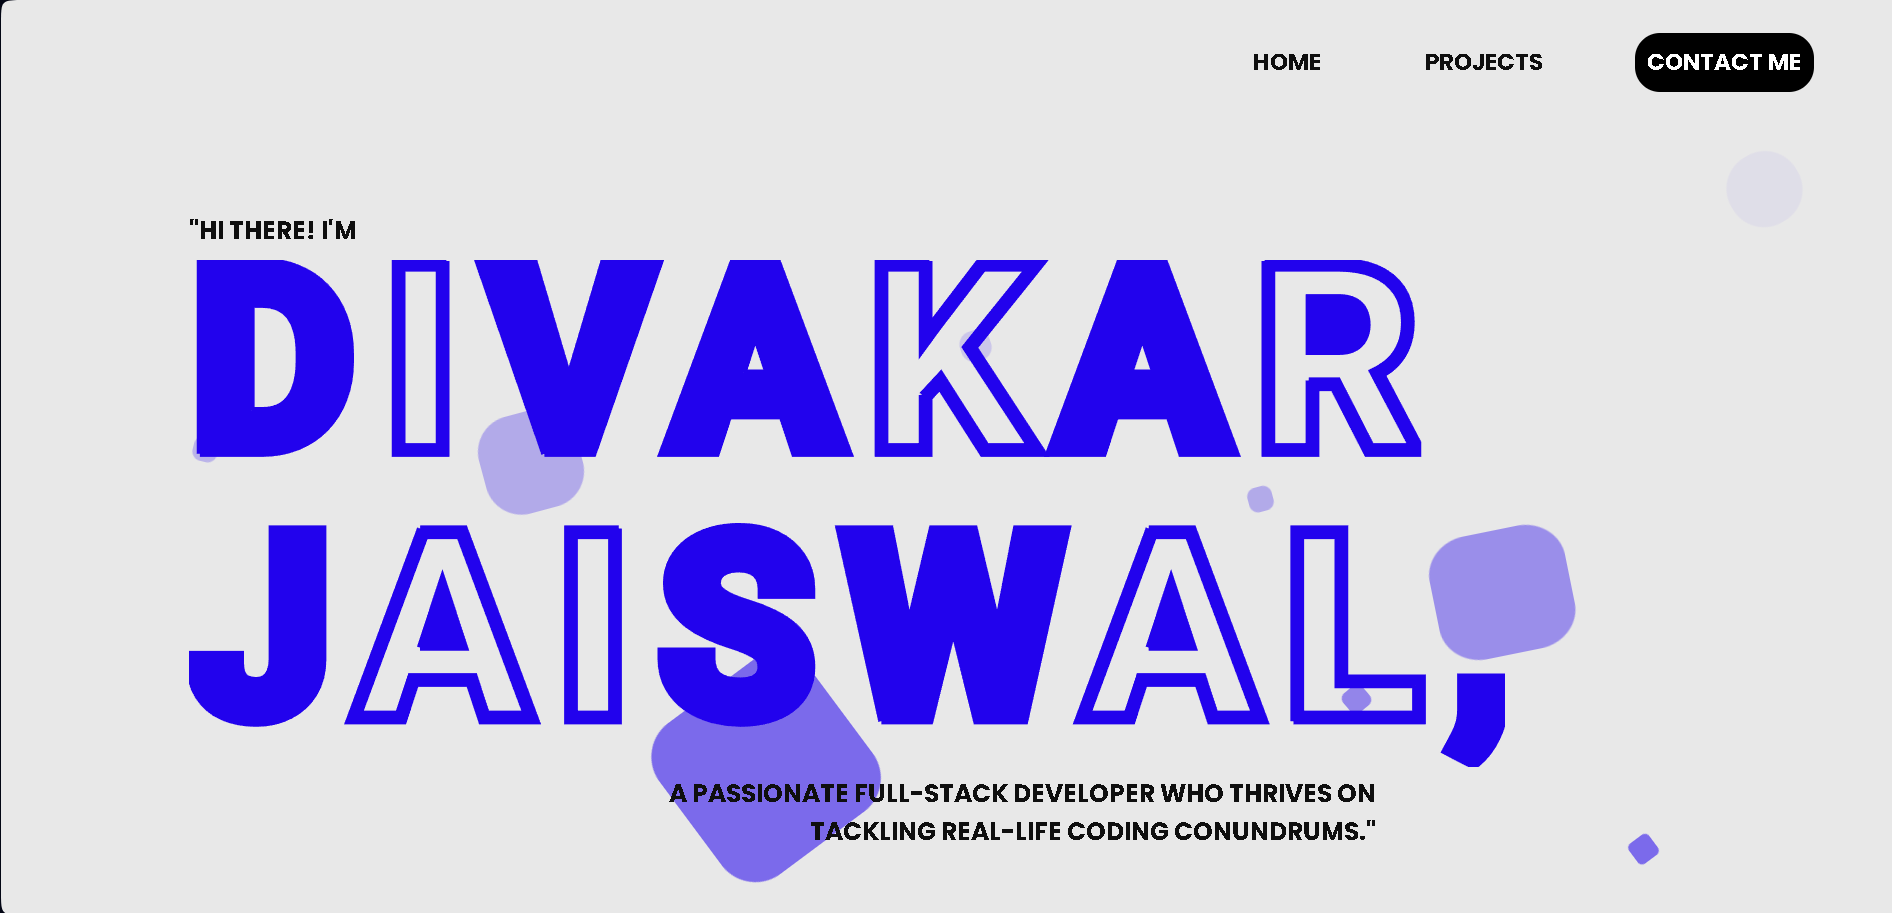 HOME PROJECTS CONTACT ME
"HI THERE! I'M
DIVAKAR
JAISWAL,
A PASSIONATE FULL-STACK DEVELOPER WHO THRIVES ON
TACKLING REAL-LIFE CODING CONUNDRUMS."